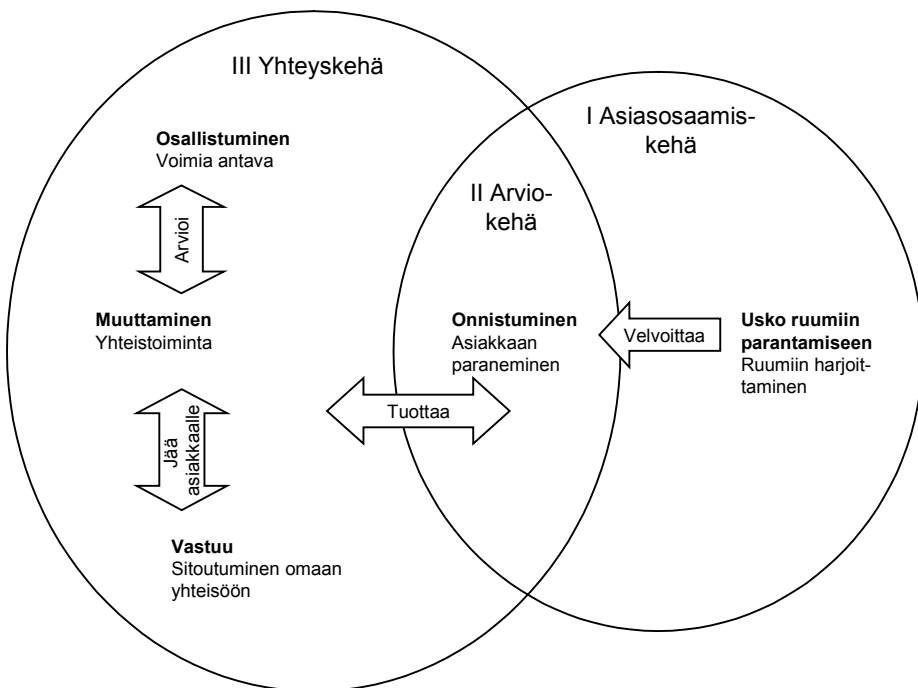 III Yhteyskehä
Osallistuminen
Voimia antava
Arvioi
Muuttaminen
Yhteistoiminta
Jää
asiakkaalle
Vastuu
Sitoutuminen omaan
yhteisöön
Tuottaa
II Arvio-
kehä
Onnistuminen
Asiakkaan
paraneminen
Velvoittaa
I Asiasosaamis-
kehä
Usko ruumiin
parantamiseen
Ruumiin harjoit-
taminen